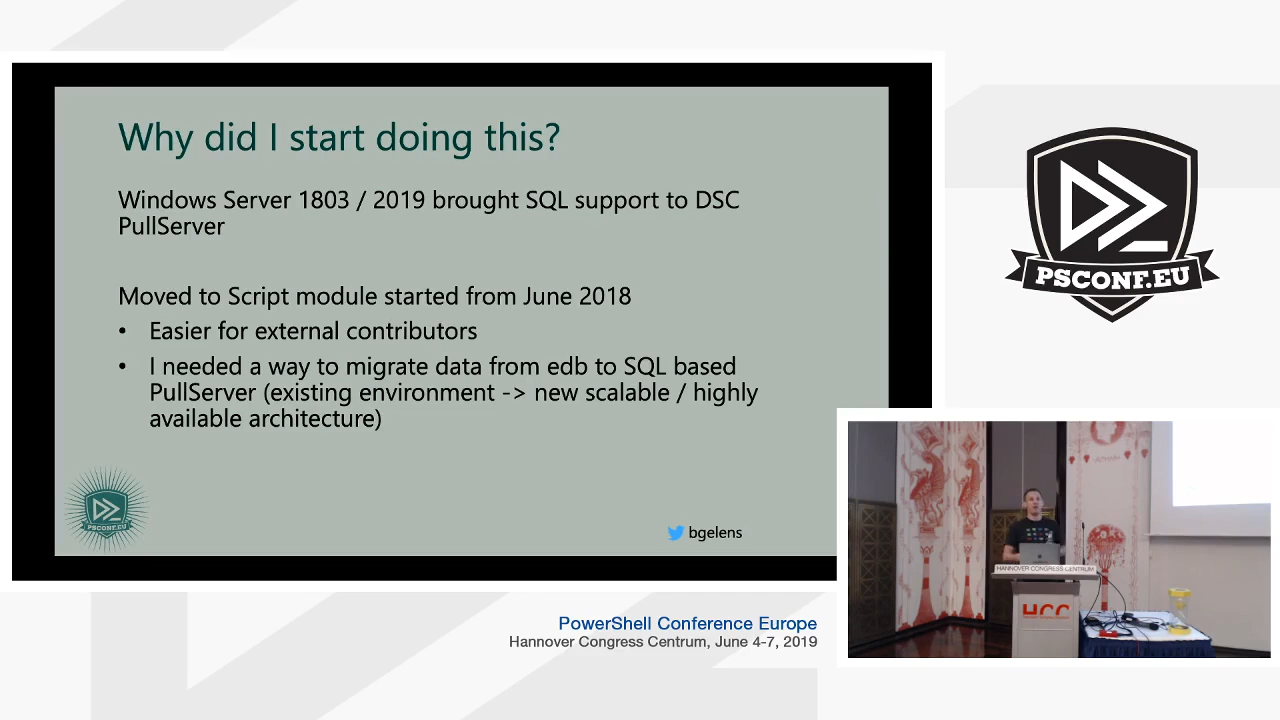 Why did I start doing this?
Windows Server 1803 / 2019 brought SQL support to DSC
PullServer
Moved to Script module started from June 2018
• Easier for external contributors
• I needed a way to migrate data from edb to SQL based
PullServer (existing environment -> new scalable / highly
available architecture)
PSCONF.EU
bgelens
PSCONF.EU
HANNOVER CONGRESS CENTRUM
HCC
PowerShell Conference Europe
Hannover Congress Centrum, June 4-7, 2019